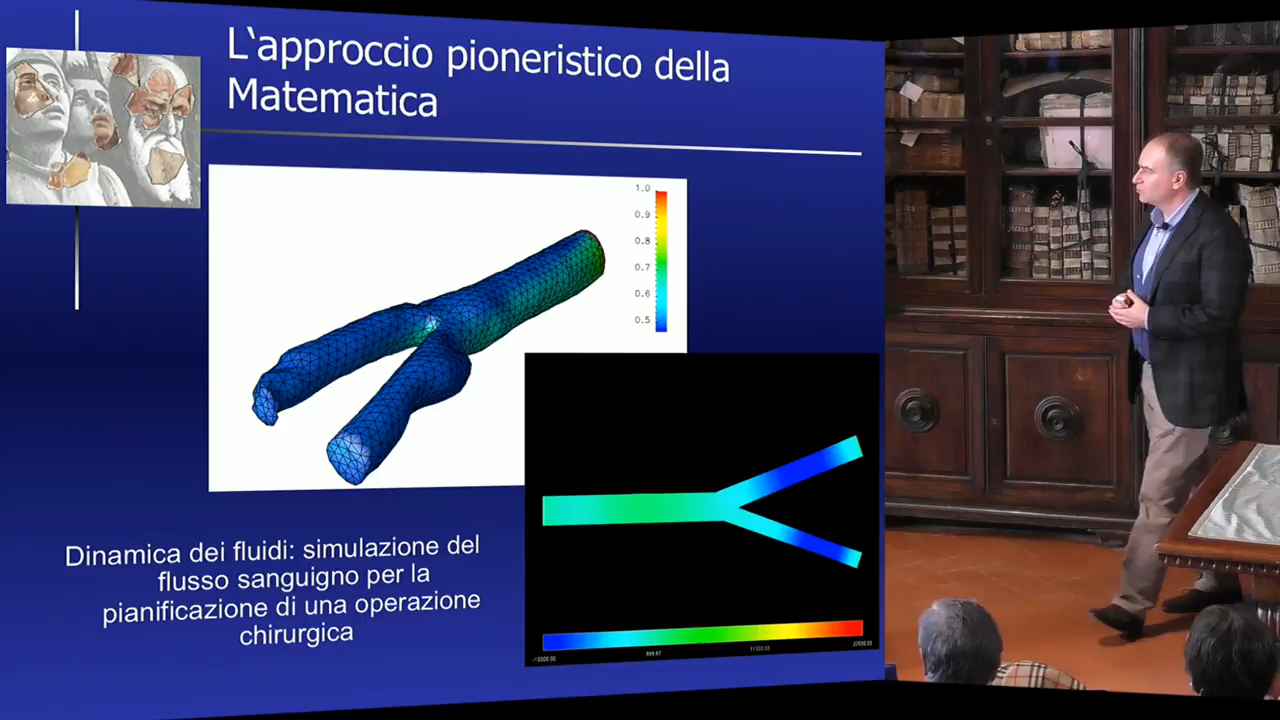 L'approccio pioneristico della
Matematica
1.0
0.9
0.8
0.7
0.6
0.5
Dinamica dei fluidi: simulazione del
flusso sanguigno per la
pianificazione di una operazione
chirurgica